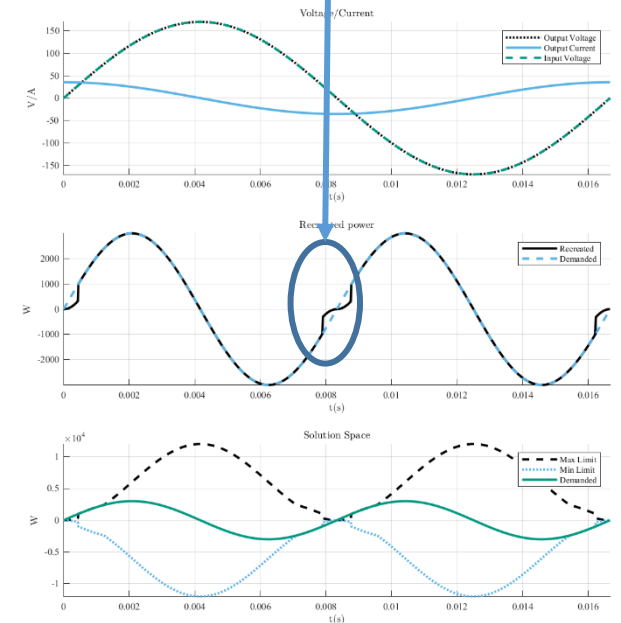 Voltage/Current
150
100
50
0
-50
-100
-150
V/A
Output Voltage
Output Current
Input Voltage
0 0.002 0.004 0.006 0.008 0.01 0.012 0.014 0.016
t(s)
Recreated power
2000
1000
0
-1000
-2000
W
Recreated
Demanded
0 0.002 0.004 0.006 0.008 0.01 0.012 0.014 0.016
t(s)
Solution Space
×10⁴
1
0.5
0
-0.5
-1
W
Max Limit
Min Limit
Demanded
0 0.002 0.004 0.006 0.008 0.01 0.012 0.014 0.016
t(s)